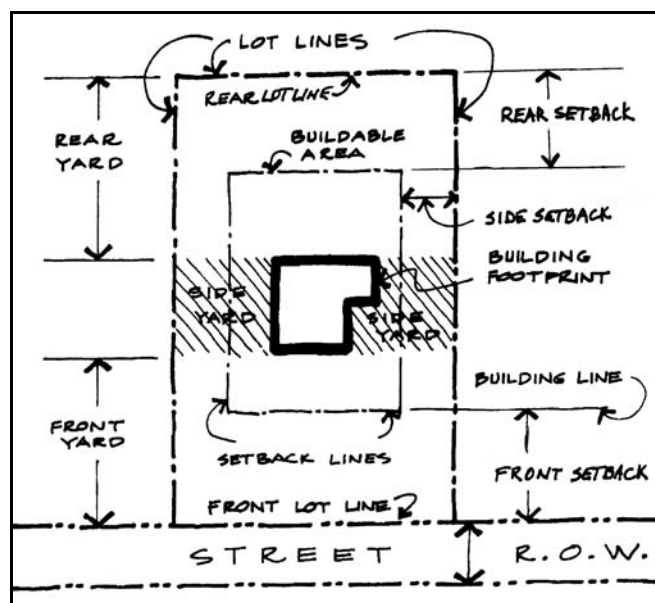 LOT LINES
REAR LOT LINE
REAR
YARD
BUILDABLE
AREA
REAR SETBACK
SIDE SETBACK
BUILDING
FOOTPRINT
SIDE
YARD
SIDE
YARD
BUILDING LINE
FRONT
YARD
SETBACK LINES
FRONT SETBACK
FRONT LOT LINE
STREET
R.O.W.